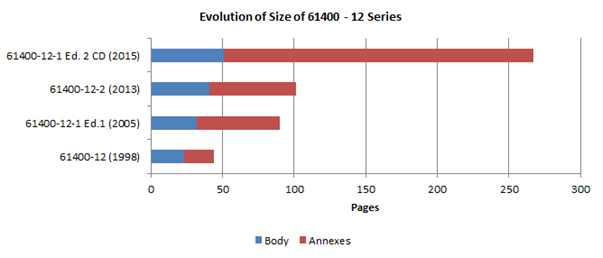 Evolution of Size of 61400 - 12 Series
61400-12-1 Ed. 2 CD (2015)
61400-12-2 (2013)
61400-12-1 Ed.1 (2005)
61400-12 (1998)
0 50 100 150 200 250 300
Pages
Body Annexes